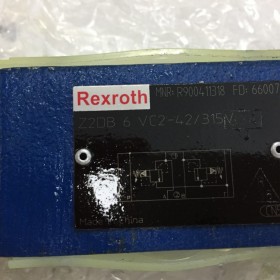 Rexroth MNR: R900411318 FD: 66007
Z2DB 6 VC2-42/315V
Made in China